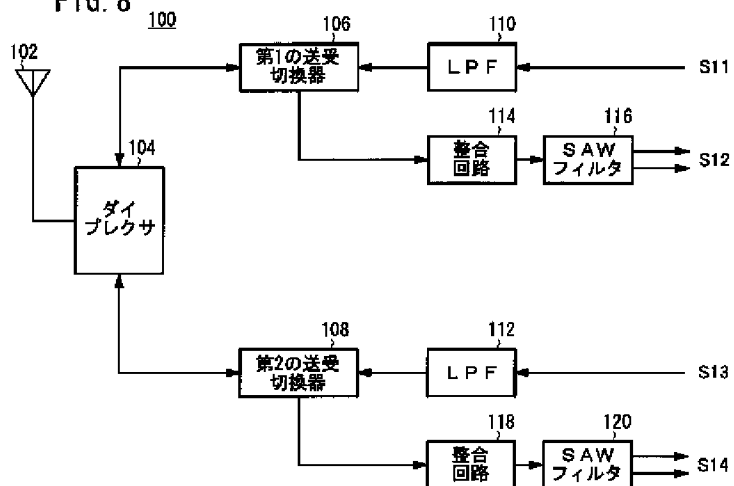 FIG. 8
100
102
104
ダイ
プレクサ
106
第1の送受
切換器
110
LPF
S11
114
整合
回路
116
SAW
フィルタ
S12
108
第2の送受
切換器
112
LPF
S13
118
整合
回路
120
SAW
フィルタ
S14